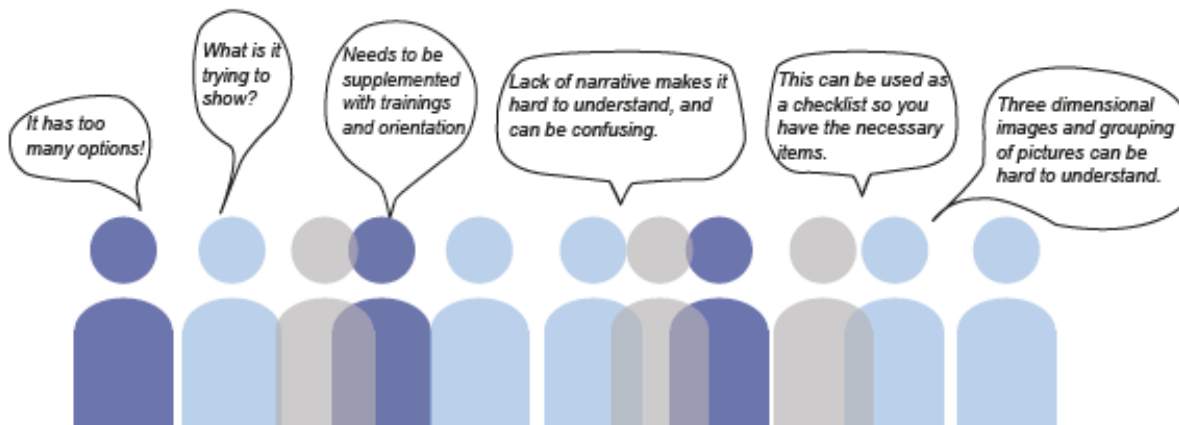 It has too
many options!
What is it
trying to
show?
Needs to be
supplemented
with trainings
and orientation
Lack of narrative makes it
hard to understand, and
can be confusing.
This can be used as
a checklist so you
have the necessary
items.
Three dimensional
images and grouping
of pictures can be
hard to understand.